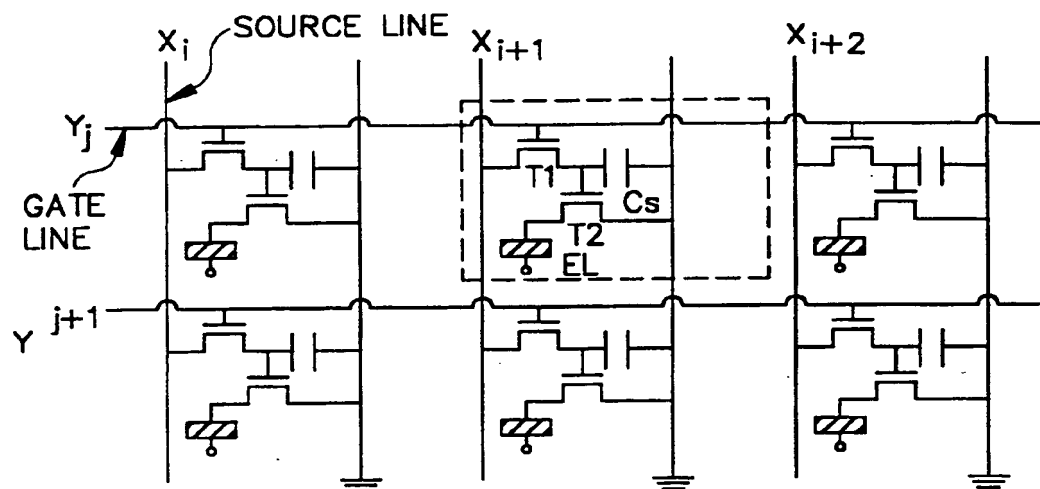 SOURCE LINE
Xi Xi+1 Xi+2
Yj
T1
GATE LINE
Cs
T2
EL
Y j+1